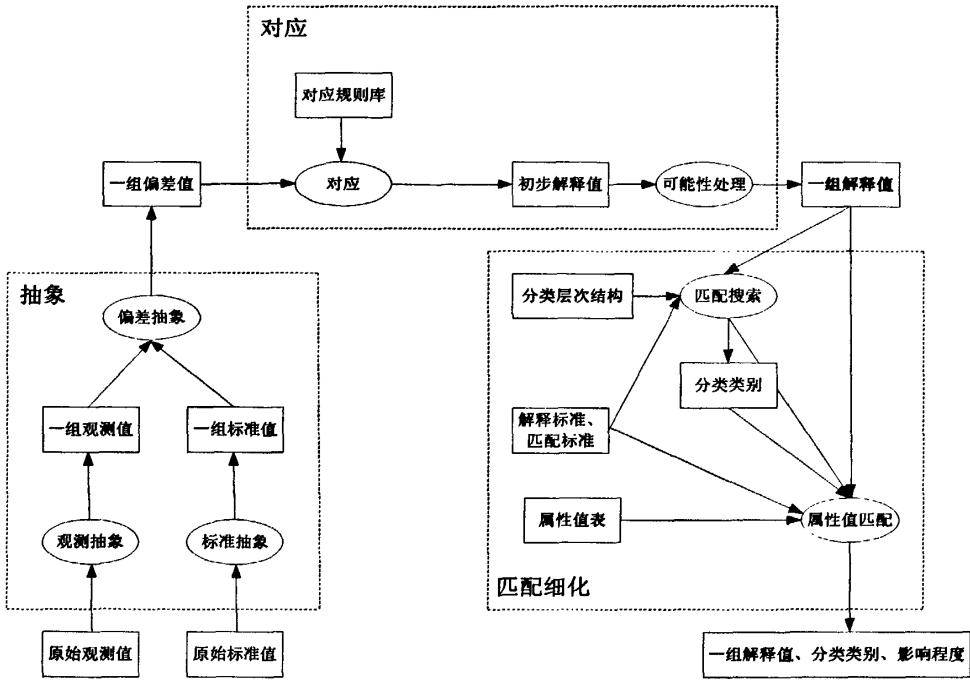 对应
对应规则库
一组偏差值
对应
初步解释值
可能性处理
一组解释值
抽象
偏差抽象
一组观测值
一组标准值
观测抽象
标准抽象
原始观测值
原始标准值
分类层次结构
匹配搜索
分类类别
解释标准、
匹配标准
属性值表
属性值匹配
匹配细化
一组解释值、分类类别、影响程度